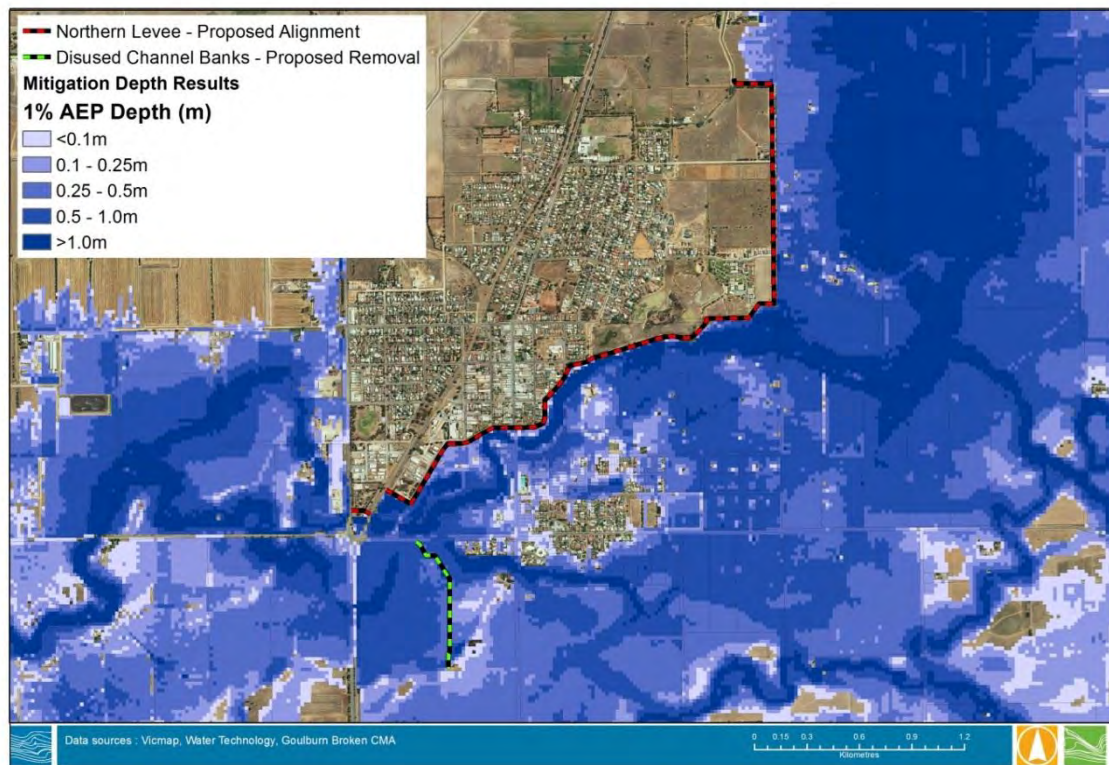 Northern Levee - Proposed Alignment
Disused Channel Banks - Proposed Removal
Mitigation Depth Results
1% AEP Depth (m)
<0.1m
0.1 - 0.25m
0.25 - 0.5m
0.5 - 1.0m
>1.0m
Data sources : Vicmap, Water Technology, Goulburn Broken CMA
0 0.15 0.3 0.6 0.9 1.2
Kilometres